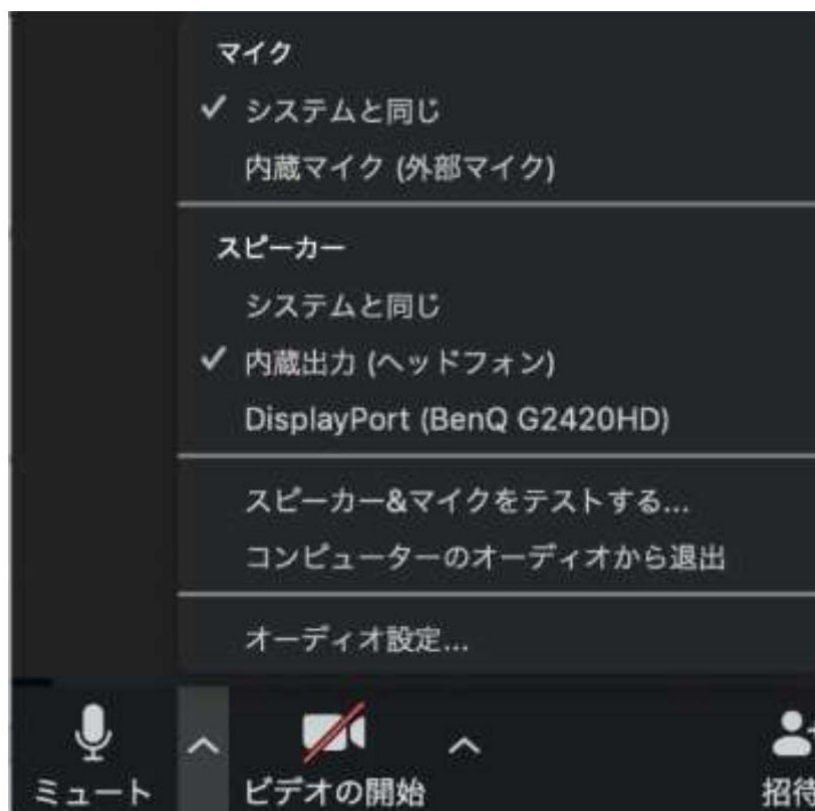 マイク
システムと同じ
内蔵マイク (外部マイク)
スピーカー
システムと同じ
内蔵出力 (ヘッドフォン)
DisplayPort (BenQ G2420HD)
スピーカー&マイクをテストする...
コンピューターのオーディオから退出
オーディオ設定...
ミュート
ビデオの開始
招待